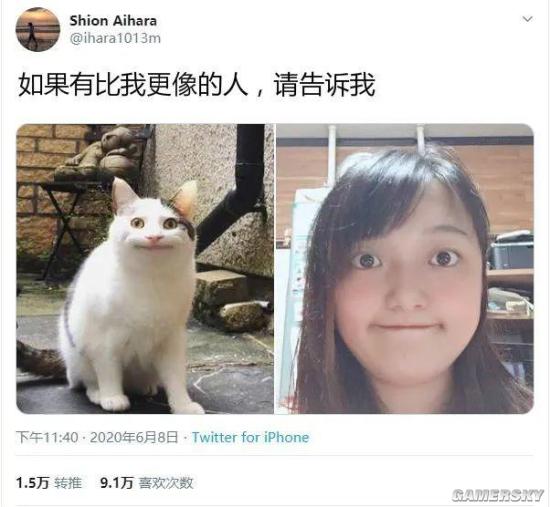 Shion Aihara
@ihara1013m
如果有比我更像的人，请告诉我
下午11:40 · 2020年6月8日 · Twitter for iPhone
1.5万 转推 9.1万 喜欢次数
GAMERSKY